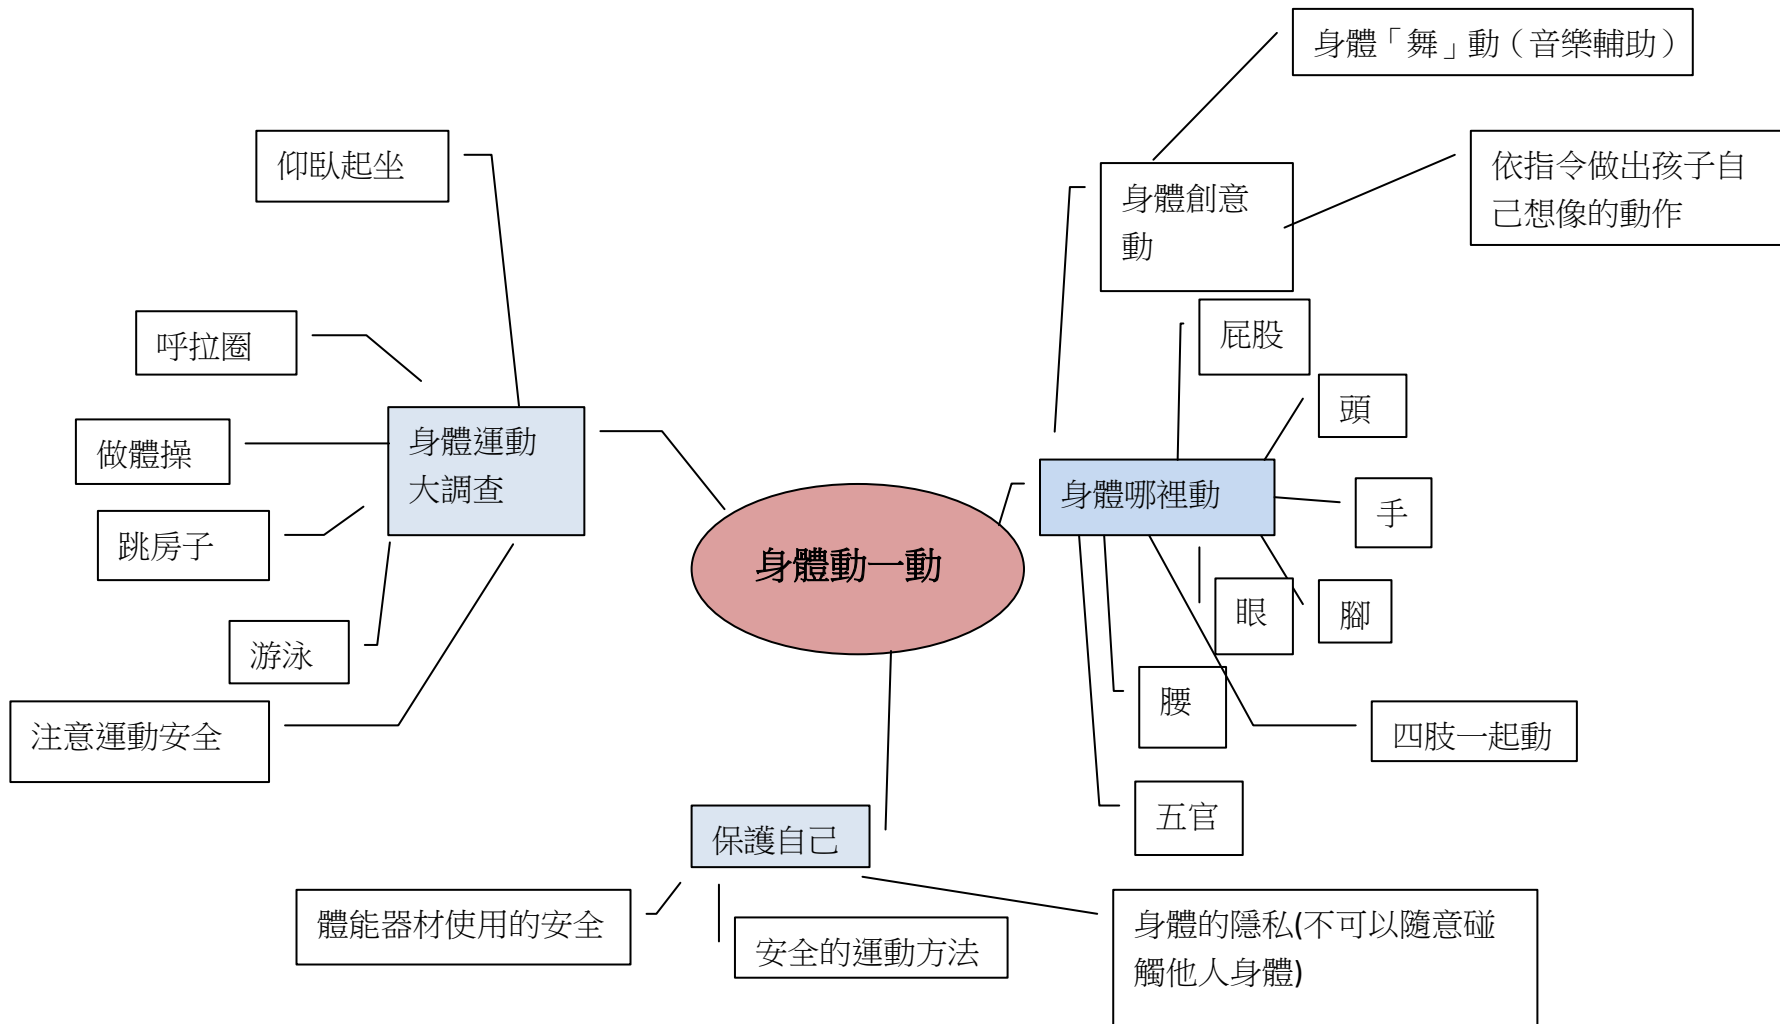 身體「舞」動（音樂輔助）
仰臥起坐
依指令做出孩子自
己想像的動作
身體創意
動
呼拉圈
屁股
頭
做體操
身體運動
大調查
身體哪裡動
手
跳房子
身體動一動
眼
腳
游泳
腰
注意運動安全
四肢一起動
五官
保護自己
體能器材使用的安全
安全的運動方法
身體的隱私(不可以隨意碰
觸他人身體)